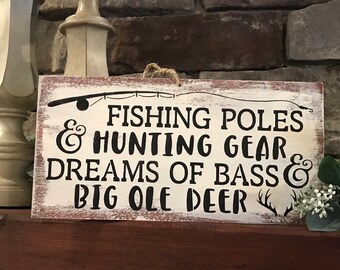 FISHING POLES
& HUNTING GEAR
DREAMS OF BASS &
BIG OLE DEER